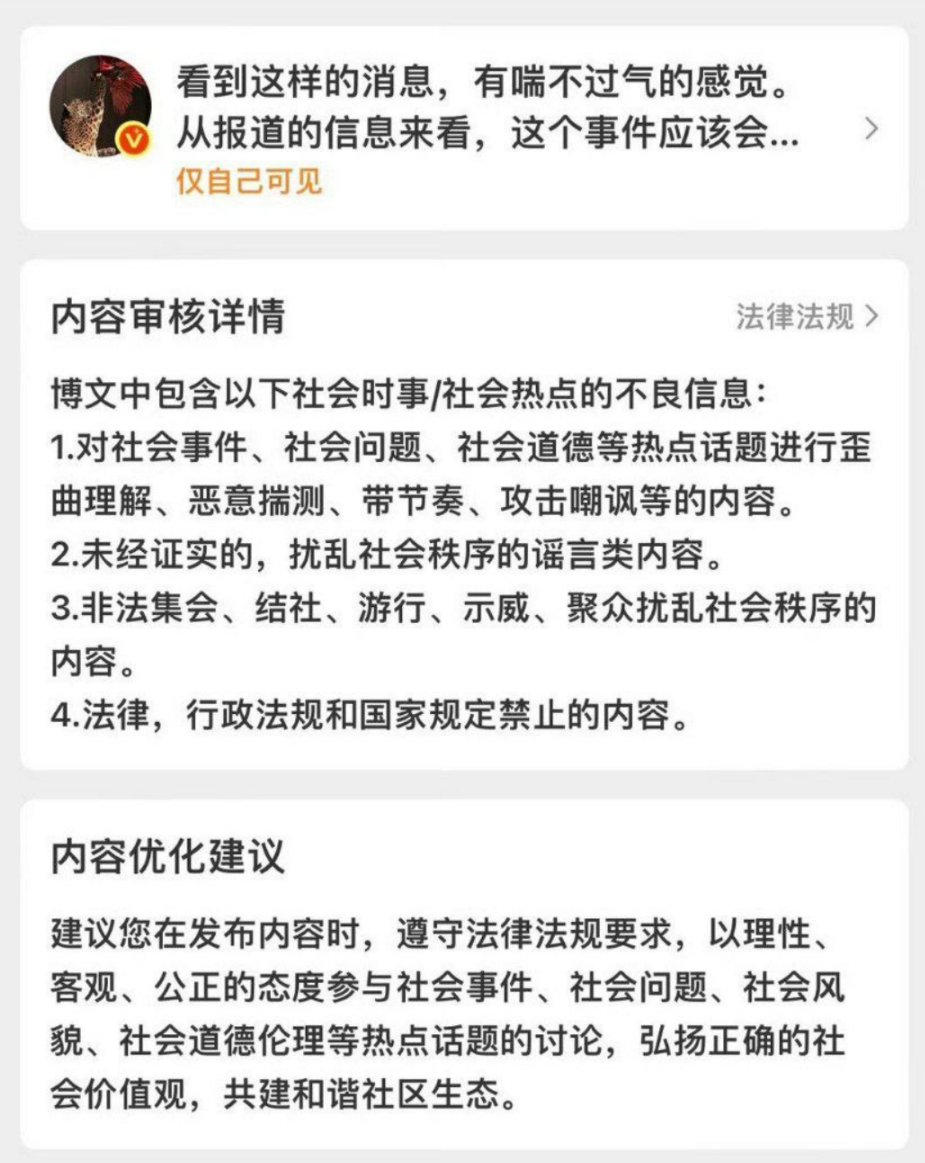 看到这样的消息，有喘不过气的感觉。
从报道的信息来看，这个事件应该会...
仅自己可见
内容审核详情
法律法规
博文中包含以下社会时事/社会热点的不良信息：
1.对社会事件、社会问题、社会道德等热点话题进行歪
曲理解、恶意揣测、带节奏、攻击嘲讽等的内容。
2.未经证实的，扰乱社会秩序的谣言类内容。
3.非法集会、结社、游行、示威、聚众扰乱社会秩序的
内容。
4.法律，行政法规和国家规定禁止的内容。
内容优化建议
建议您在发布内容时，遵守法律法规要求，以理性、
客观、公正的态度参与社会事件、社会问题、社会风
貌、社会道德伦理等热点话题的讨论，弘扬正确的社
会价值观，共建和谐社区生态。